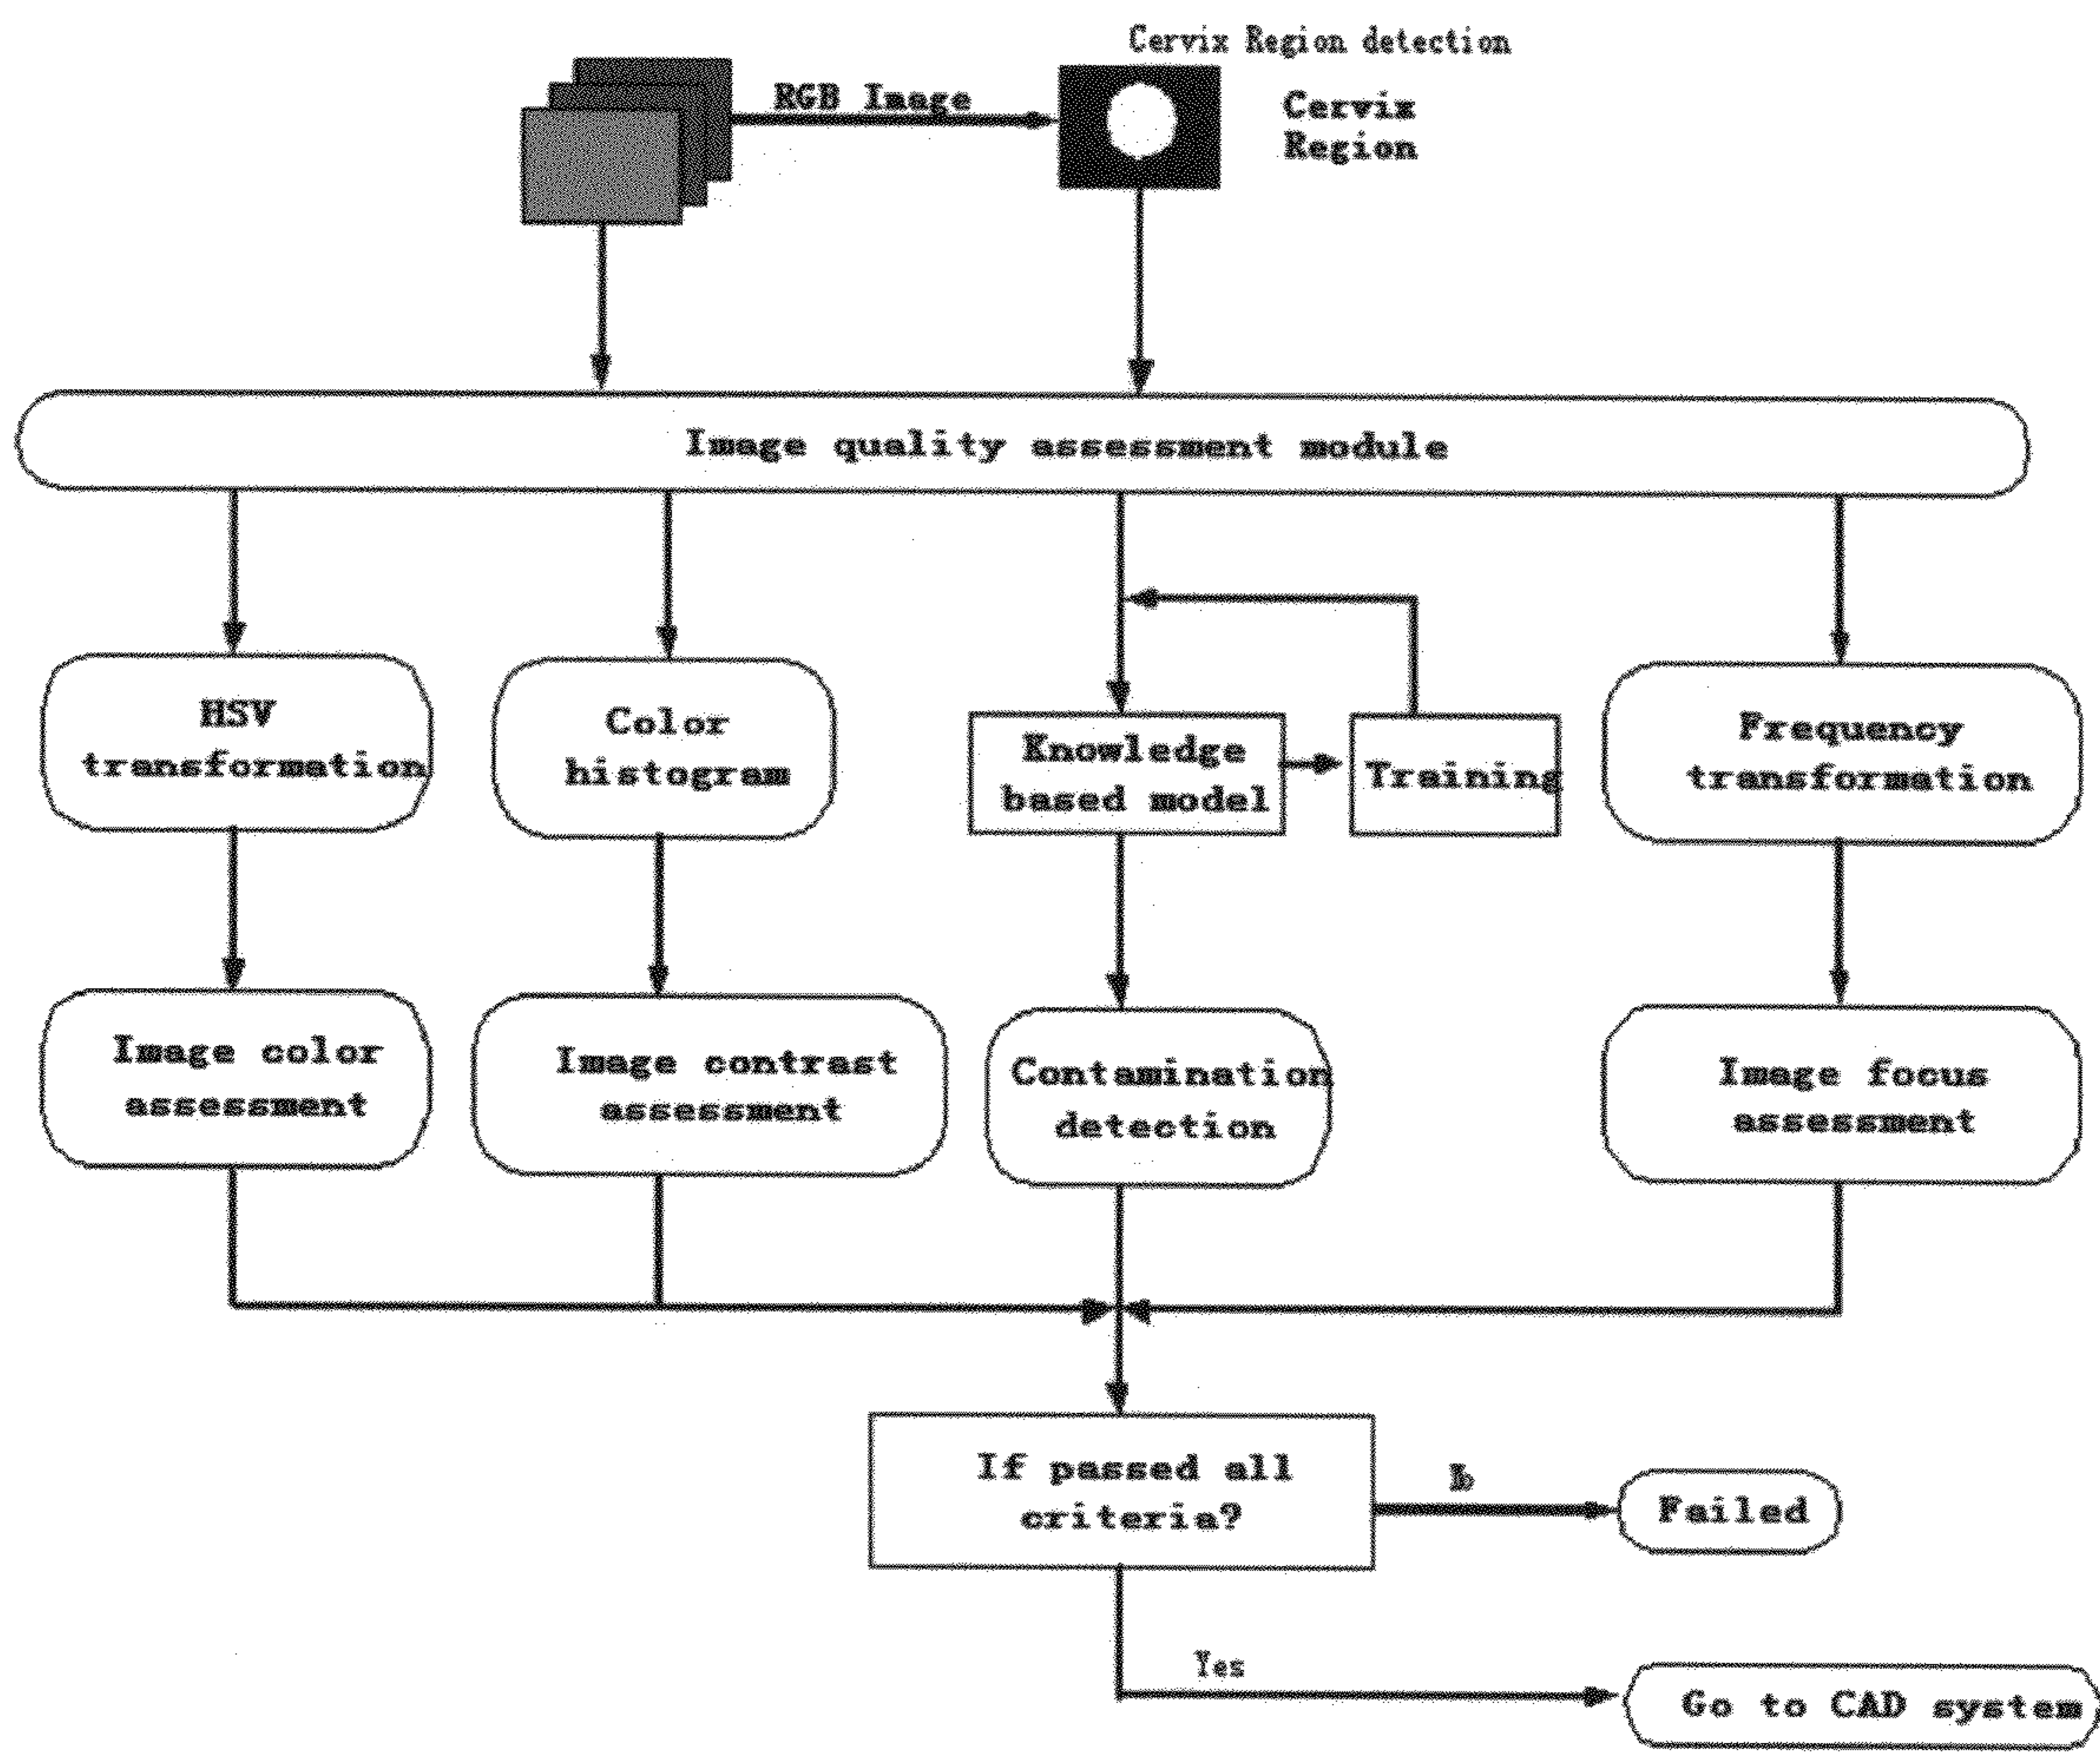 Cervix Region detection
RGB Image
Cervix
Region
Image quality assessment module
HSV
transformation
Color
histogram
Knowledge
based model
Training
Frequency
transformation
Image color
assessment
Image contrast
assessment
Contamination
detection
Image focus
assessment
If passed all
criteria?
Failed
Yes
Go to CAD system